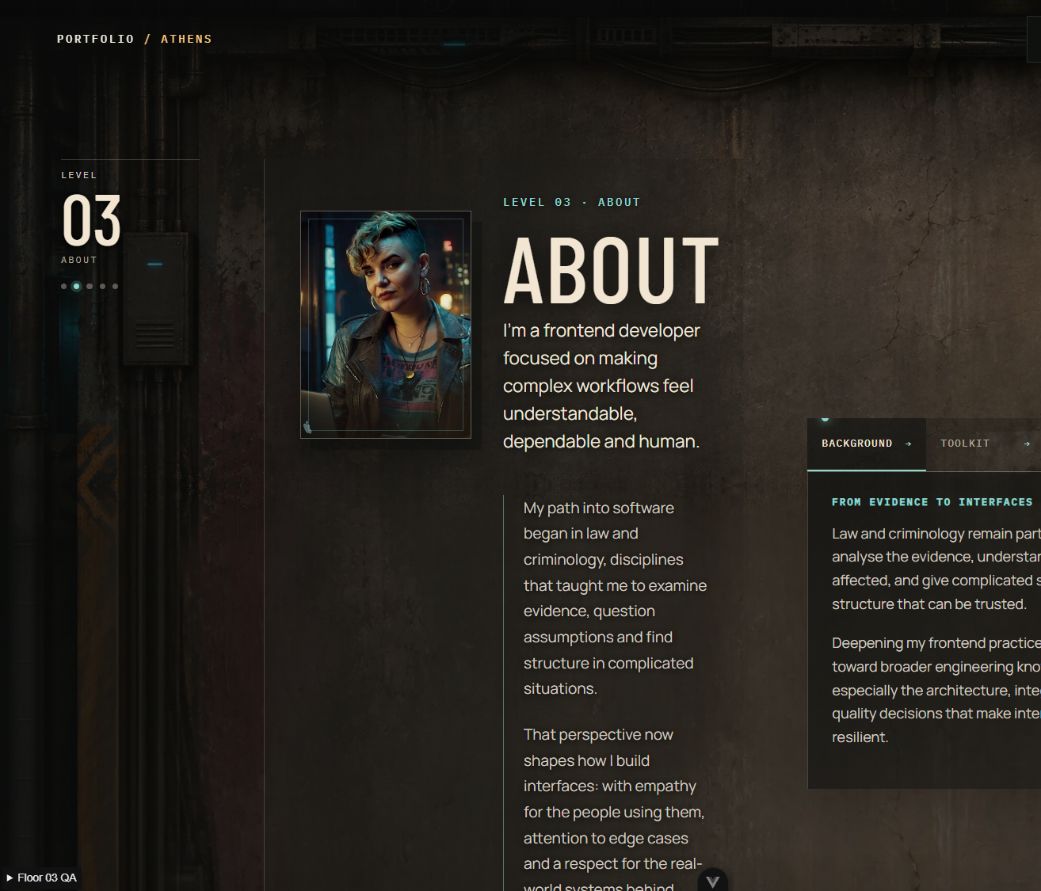 PORTFOLIO / ATHENS
LEVEL
03
ABOUT
LEVEL 03 · ABOUT
ABOUT
I'm a frontend developer
focused on making
complex workflows feel
understandable,
dependable and human.
My path into software
began in law and
criminology, disciplines
that taught me to examine
evidence, question
assumptions and find
structure in complicated
situations.
That perspective now
shapes how I build
interfaces: with empathy
for the people using them,
attention to edge cases
and a respect for the real-
world systems behind
BACKGROUND →
TOOLKIT →
FROM EVIDENCE TO INTERFACES
Law and criminology remain part
analyse the evidence, understan
affected, and give complicated s
structure that can be trusted.
Deepening my frontend practice
toward broader engineering kno
especially the architecture, inte
quality decisions that make inte
resilient.
▶ Floor 03 QA